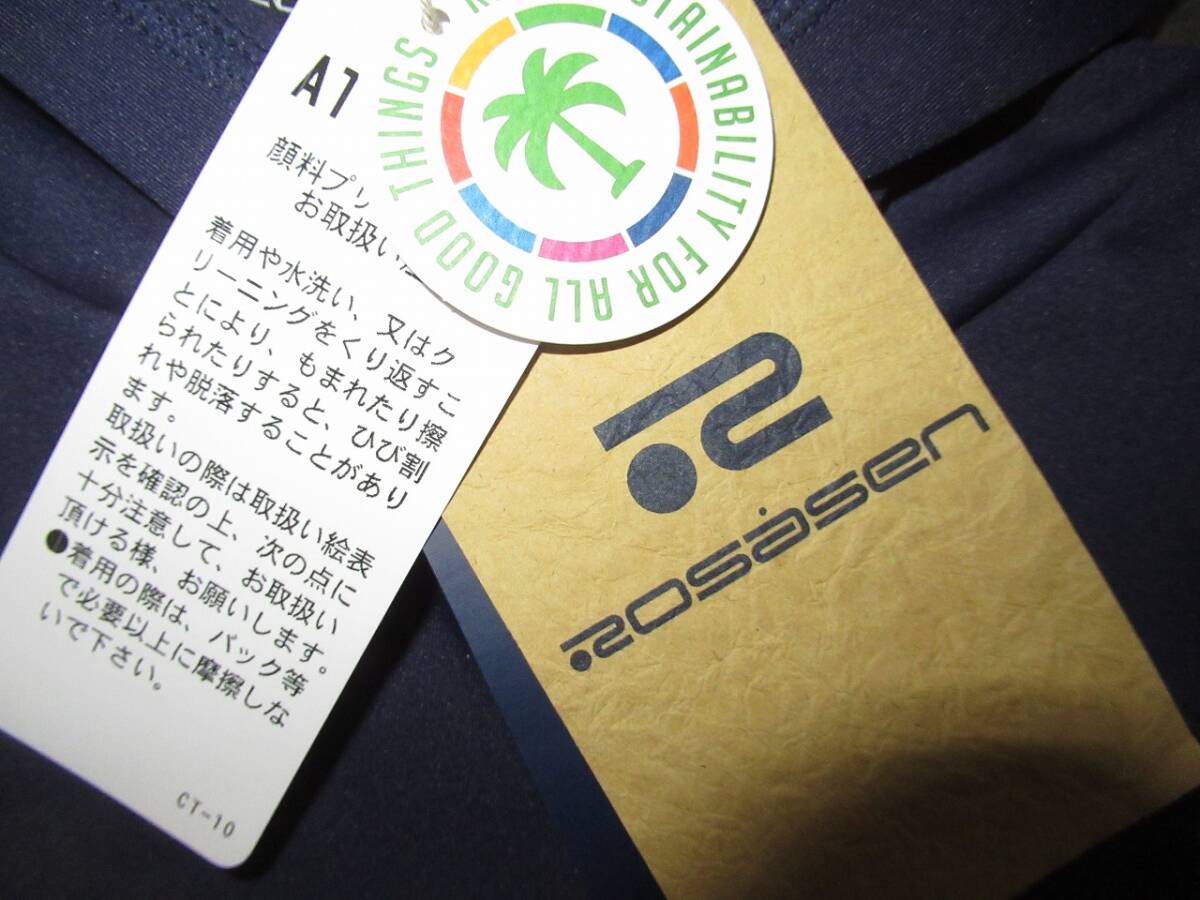 A1
顔料プリ
お取扱い
着用や水洗い、又はク
リーニングをくり返すこ
とにより、もまれたり擦
られたりすると、ひび割
れや脱落することがあり
ます。
取扱いの際は取扱い絵表
示を確認の上、次の点に
十分注意して、お取扱い
頂ける様、お願いします。
●着用の際は、バック等
で必要以上に摩擦しな
いで下さい。
CT-10
STAINABILITY FOR ALL GOOD THINGS
rosasen